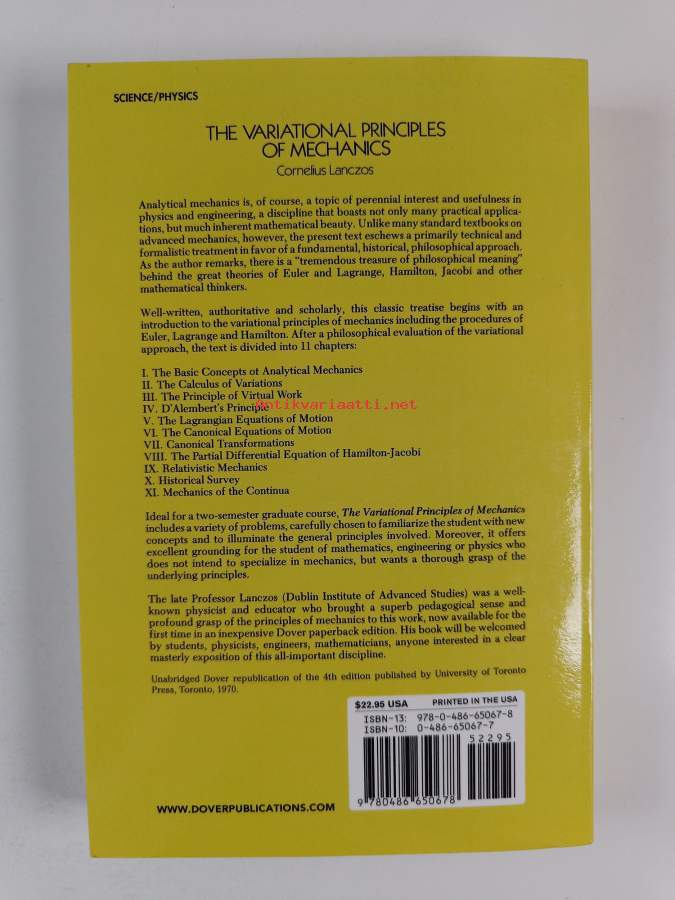 SCIENCE/PHYSICS
THE VARIATIONAL PRINCIPLES
OF MECHANICS
Cornelius Lanczos
Analytical mechanics is, of course, a topic of perennial interest and usefulness in
physics and engineering, a discipline that boasts not only many practical applica-
tions, but much inherent mathematical beauty. Unlike many standard textbooks on
advanced mechanics, however, the present text eschews a primarily technical and
formalistic treatment in favor of a fundamental, historical, philosophical approach.
As the author remarks, there is a “tremendous treasure of philosophical meaning”
behind the great theories of Euler and Lagrange, Hamilton, Jacobi and other
mathematical thinkers.
Well-written, authoritative and scholarly, this classic treatise begins with an
introduction to the variational principles of mechanics including the procedures of
Euler, Lagrange and Hamilton. After a philosophical evaluation of the variational
approach, the text is divided into 11 chapters:
I. The Basic Concepts of Analytical Mechanics
II. The Calculus of Variations
III. The Principle of Virtual Work
IV. D'Alembert's Principle
antikvariaatti.net
V. The Lagrangian Equations of Motion
VI. The Canonical Equations of Motion
VII. Canonical Transformations
VIII. The Partial Differential Equation of Hamilton-Jacobi
IX. Relativistic Mechanics
X. Historical Survey
XI. Mechanics of the Continua
Ideal for a two-semester graduate course, The Variational Principles of Mechanics
includes a variety of problems, carefully chosen to familiarize the student with new
concepts and to illuminate the general principles involved. Moreover, it offers
excellent grounding for the student of mathematics, engineering or physics who
does not intend to specialize in mechanics, but wants a thorough grasp of the
underlying principles.
The late Professor Lanczos (Dublin Institute of Advanced Studies) was a well-
known physicist and educator who brought a superb pedagogical sense and
profound grasp of the principles of mechanics to this work, now available for the
first time in an inexpensive Dover paperback edition. His book will be welcomed
by students, physicists, engineers, mathematicians, anyone interested in a clear
masterly exposition of this all-important discipline.
Unabridged Dover republication of the 4th edition published by University of Toronto
Press, Toronto, 1970.
$22.95 USA PRINTED IN THE USA
ISBN-13: 978-0-486-65067-8
ISBN-10: 0-486-65067-7
52295
9 780486 650678
WWW.DOVERPUBLICATIONS.COM